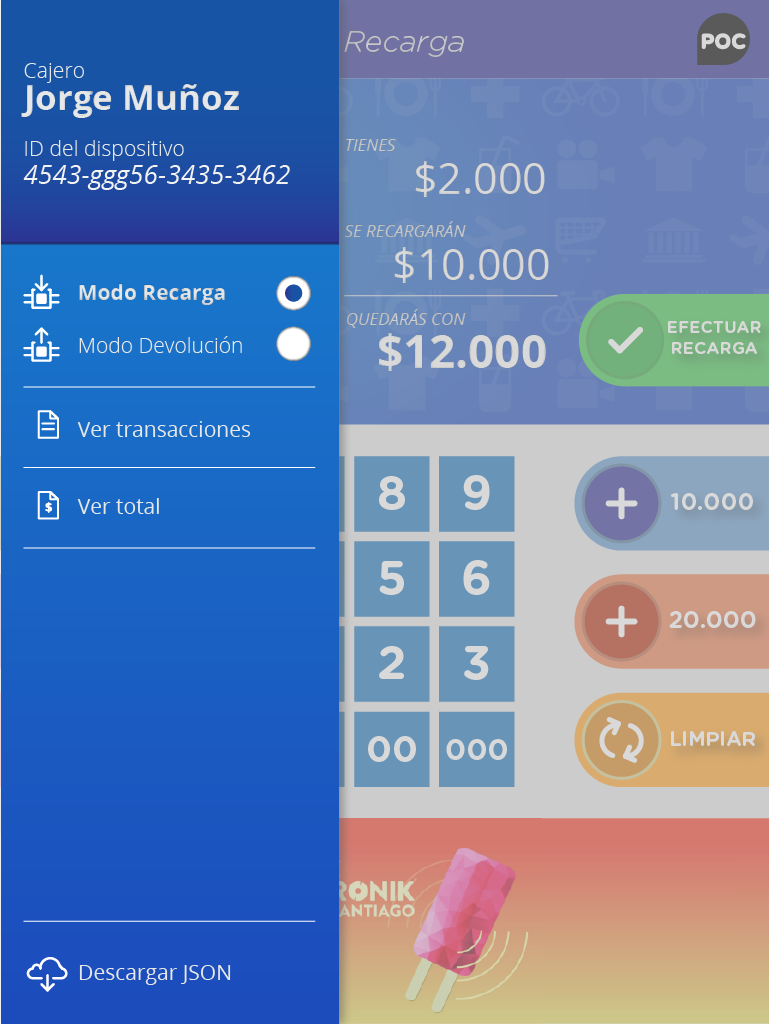 Cajero
Jorge Muñoz
ID del dispositivo
4543-ggg56-3435-3462
Modo Recarga
Modo Devolución
Ver transacciones
Ver total
Descargar JSON
Recarga
POC
TIENES
$2.000
SE RECARGARÁN
$10.000
QUEDARÁS CON
$12.000
EFECTUAR
RECARGA
8 9
5 6
2 3
00 000
10.000
20.000
LIMPIAR
RONIK
ANTIAGO